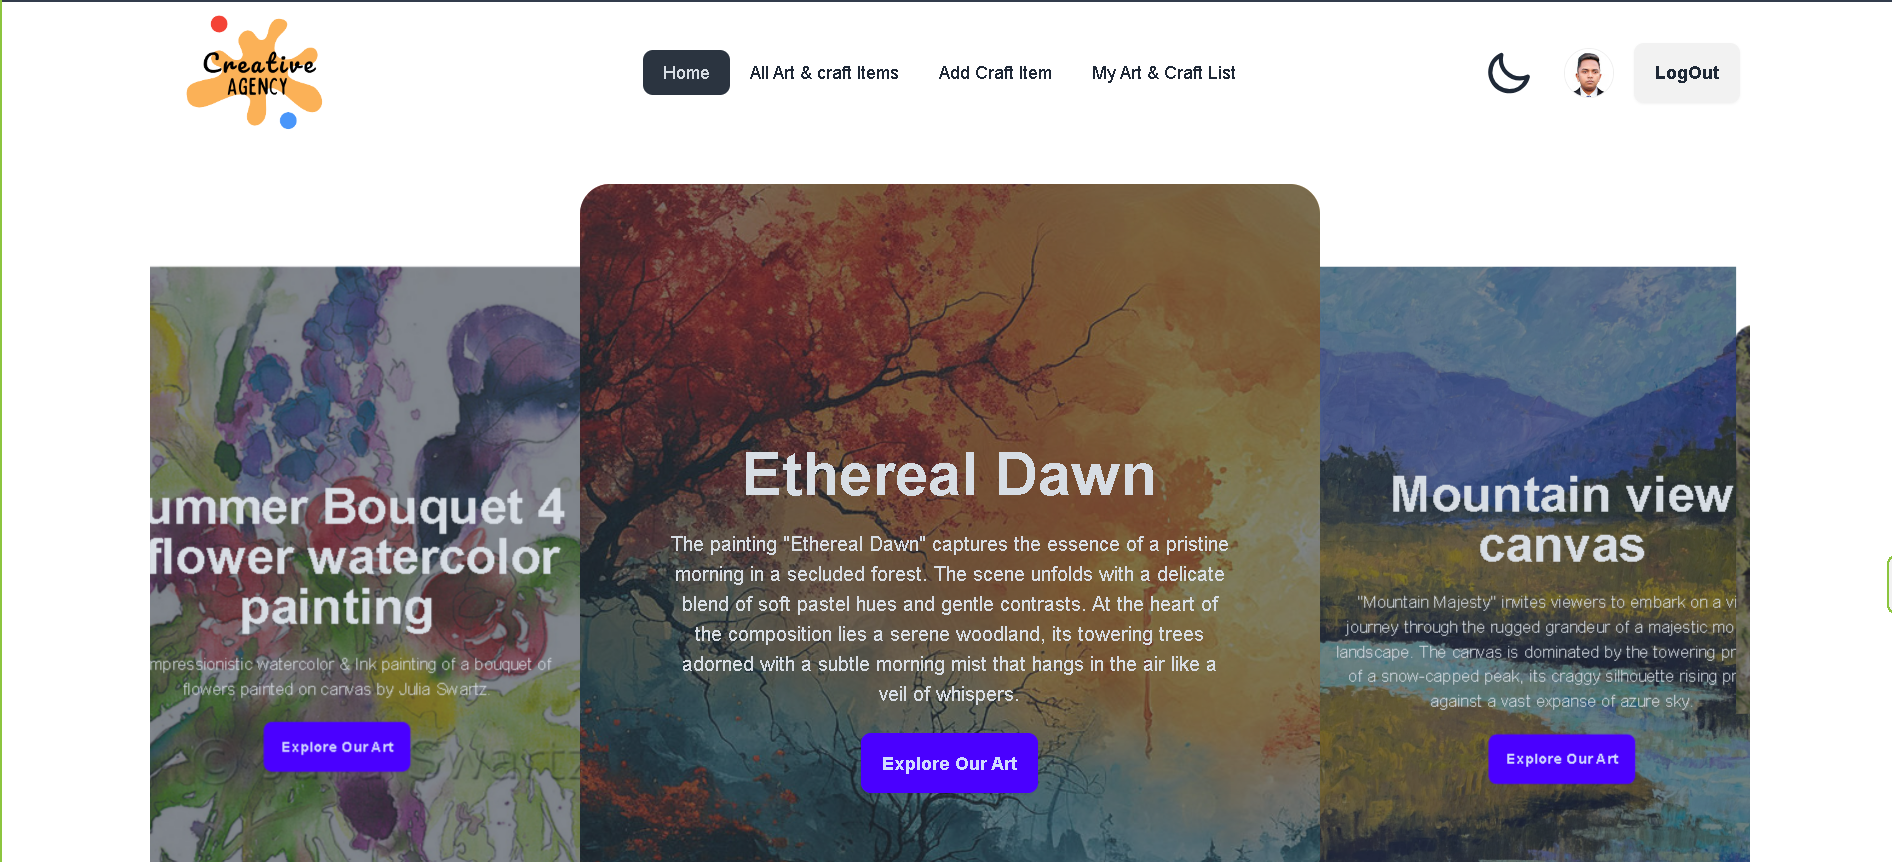 Creative
AGENCY
Home
All Art & craft Items
Add Craft Item
My Art & Craft List
LogOut
ummer Bouquet 4
flower watercolor
painting
mpressionistic watercolor & Ink painting of a bouquet of
flowers painted on canvas by Julia Swartz.
Explore Our Art
Ethereal Dawn
The painting "Ethereal Dawn" captures the essence of a pristine
morning in a secluded forest. The scene unfolds with a delicate
blend of soft pastel hues and gentle contrasts. At the heart of
the composition lies a serene woodland, its towering trees
adorned with a subtle morning mist that hangs in the air like a
veil of whispers.
Explore Our Art
Mountain view
canvas
"Mountain Majesty" invites viewers to embark on a vi
journey through the rugged grandeur of a majestic mo
landscape. The canvas is dominated by the towering pr
of a snow-capped peak, its craggy silhouette rising pr
against a vast expanse of azure sky.
Explore Our Art